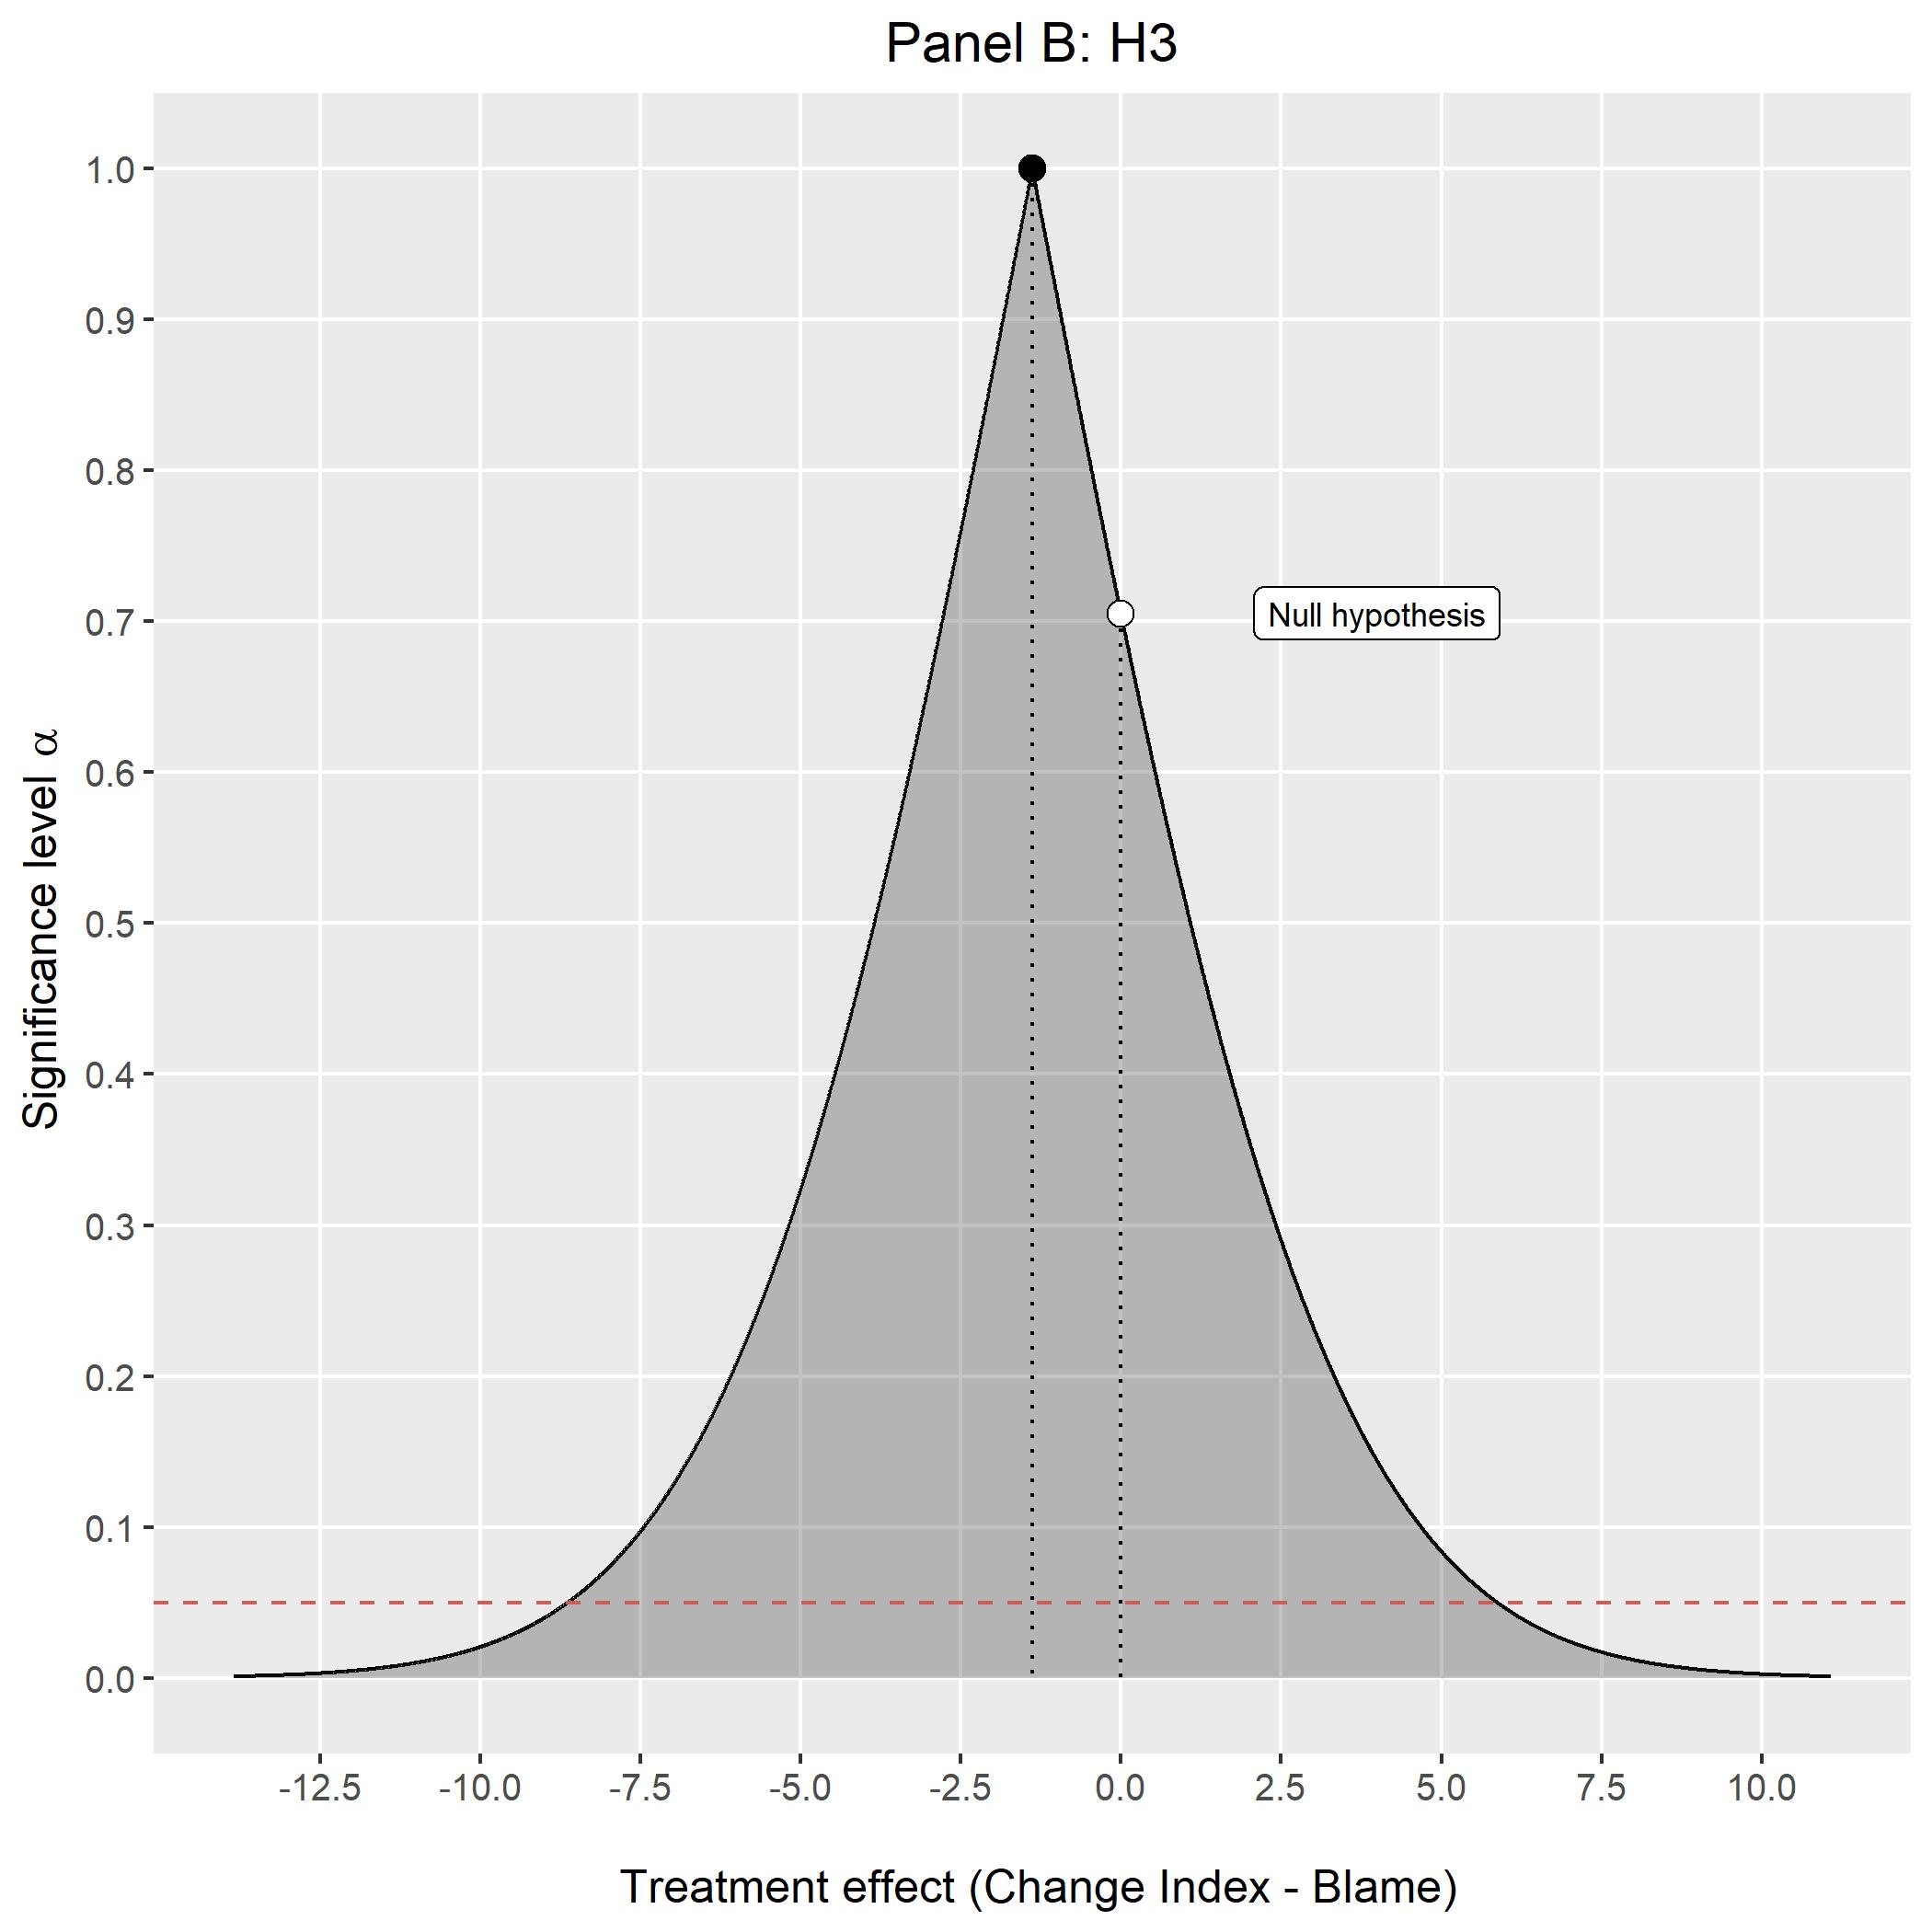 Panel B: H3
1.0
0.9
0.8
0.7
0.6
0.5
0.4
0.3
0.2
0.1
0.0
Significance level α
Null hypothesis
-12.5 -10.0 -7.5 -5.0 -2.5 0.0 2.5 5.0 7.5 10.0
Treatment effect (Change Index - Blame)